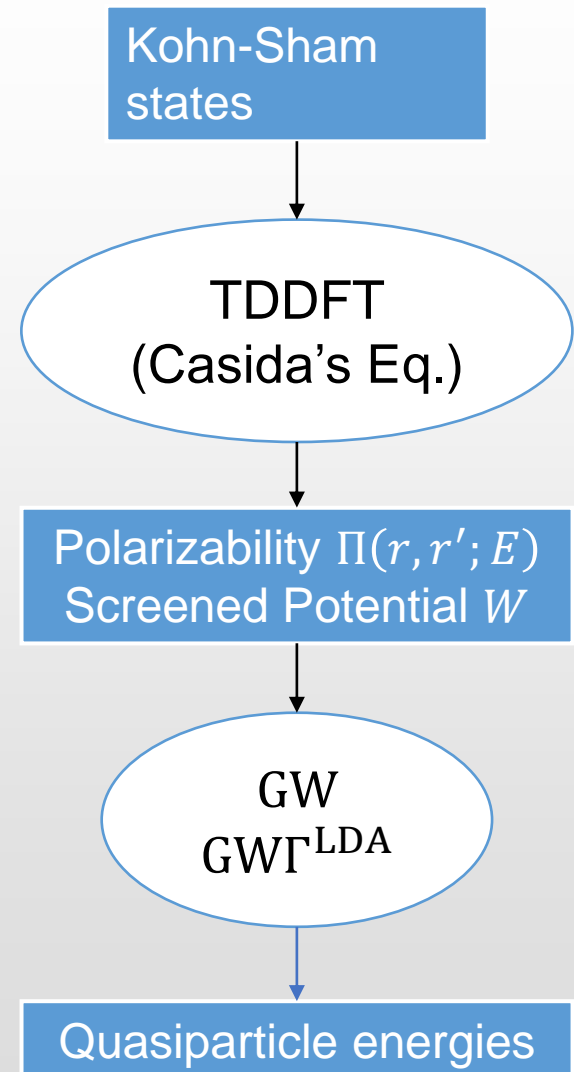 Kohn-Sham
states
TDDFT
(Casida’s Eq.)
Polarizability Π(r, r′; E)
Screened Potential W
GW
GWΓ^LDA
Quasiparticle energies